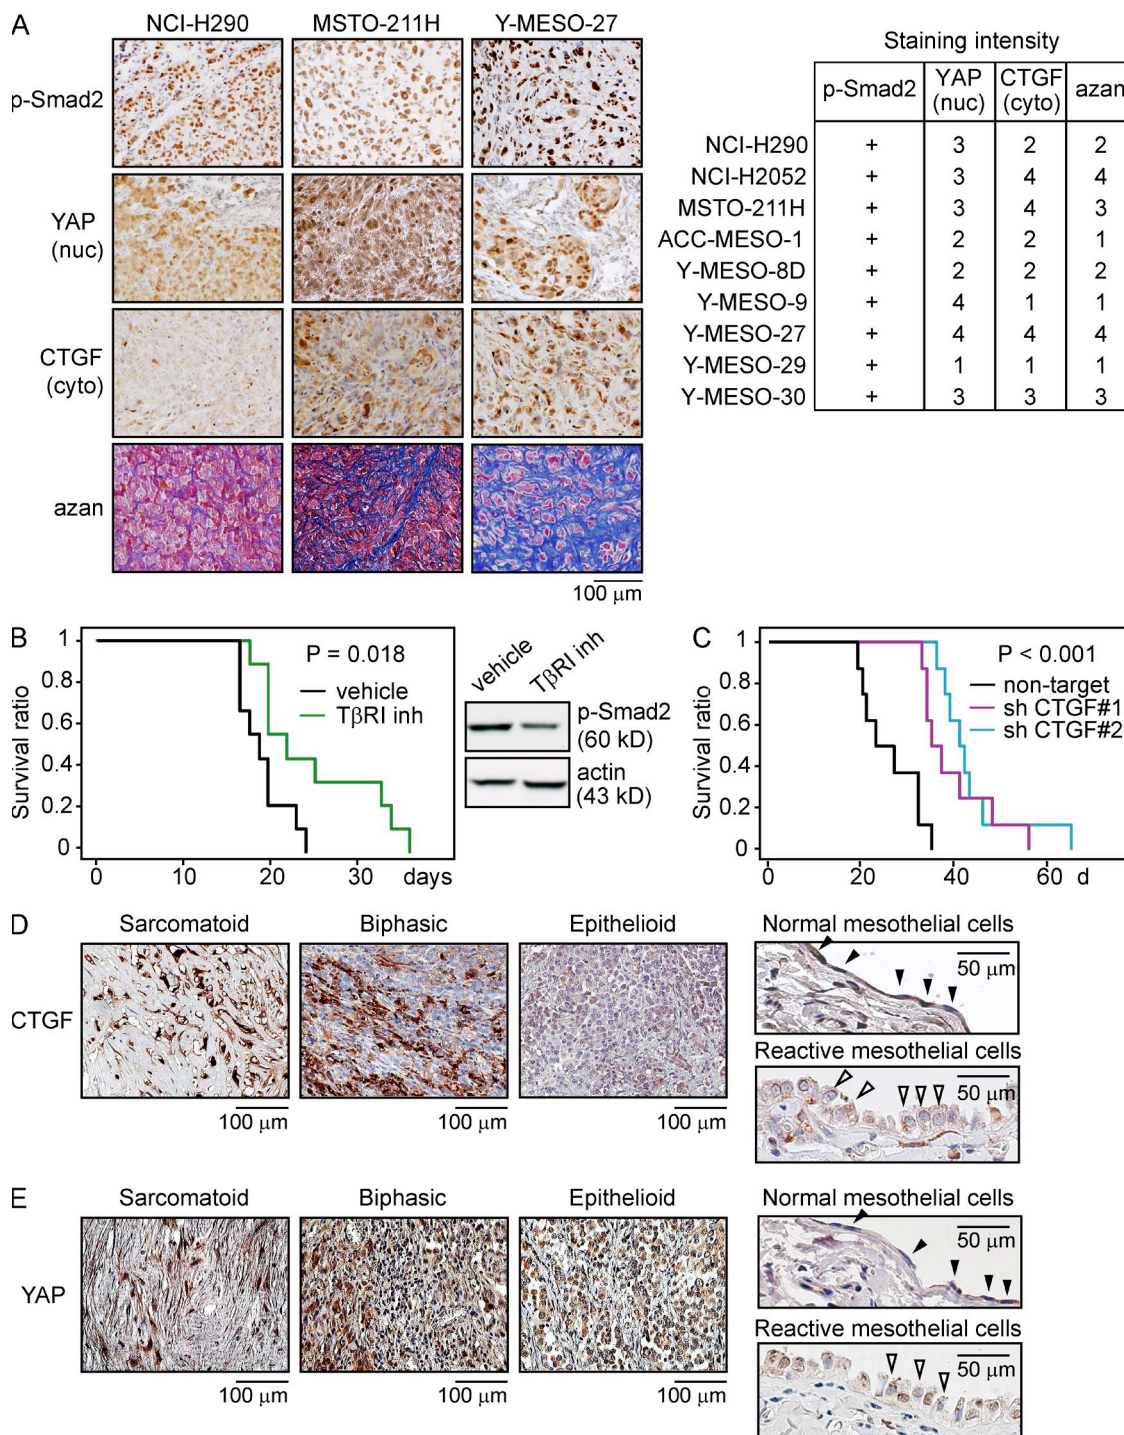 A
NCI-H290 MSTO-211H Y-MESO-27
p-Smad2
YAP
(nuc)
CTGF
(cyto)
azan
100 μm
Staining intensity
p-Smad2 YAP (nuc) CTGF (cyto) azan
NCI-H290 + 3 2 2
NCI-H2052 + 3 4 4
MSTO-211H + 3 4 3
ACC-MESO-1 + 2 2 1
Y-MESO-8D + 2 2 2
Y-MESO-9 + 4 1 1
Y-MESO-27 + 4 4 4
Y-MESO-29 + 1 1 1
Y-MESO-30 + 3 3 3
B
Survival ratio
1
0.8
0.6
0.4
0.2
0
0 10 20 30 days
P = 0.018
vehicle
TβRI inh
vehicle TβRI inh
p-Smad2
(60 kD)
actin
(43 kD)
C
Survival ratio
1
0.8
0.6
0.4
0.2
0
0 20 40 60 d
P < 0.001
non-target
sh CTGF#1
sh CTGF#2
D
Sarcomatoid Biphasic Epithelioid
CTGF
100 μm 100 μm 100 μm
Normal mesothelial cells
50 μm
Reactive mesothelial cells
50 μm
E
Sarcomatoid Biphasic Epithelioid
YAP
100 μm 100 μm 100 μm
Normal mesothelial cells
50 μm
Reactive mesothelial cells
50 μm